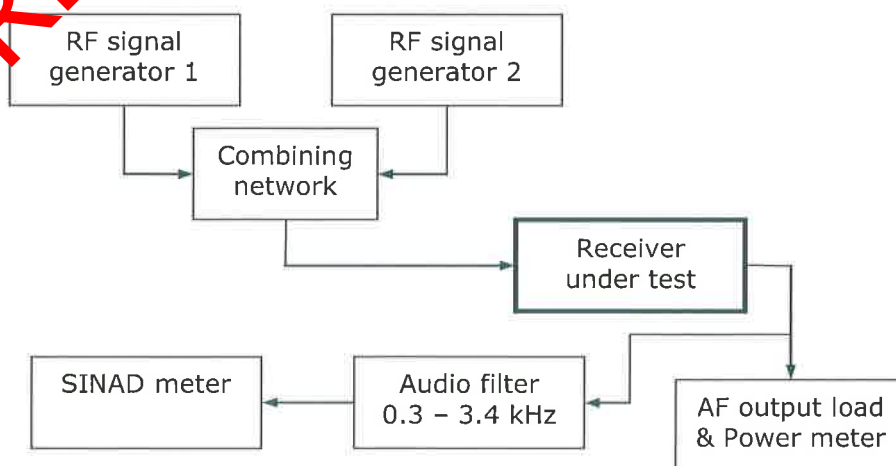 RF signal
generator 1
RF signal
generator 2
Combining
network
Receiver
under test
SINAD meter
Audio filter
0.3 – 3.4 kHz
AF output load
& Power meter